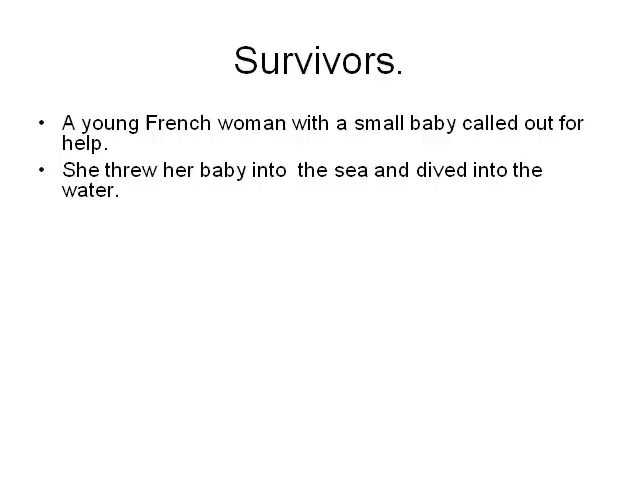 Survivors.
• A young French woman with a small baby called out for
help.
• She threw her baby into  the sea and dived into the
water.